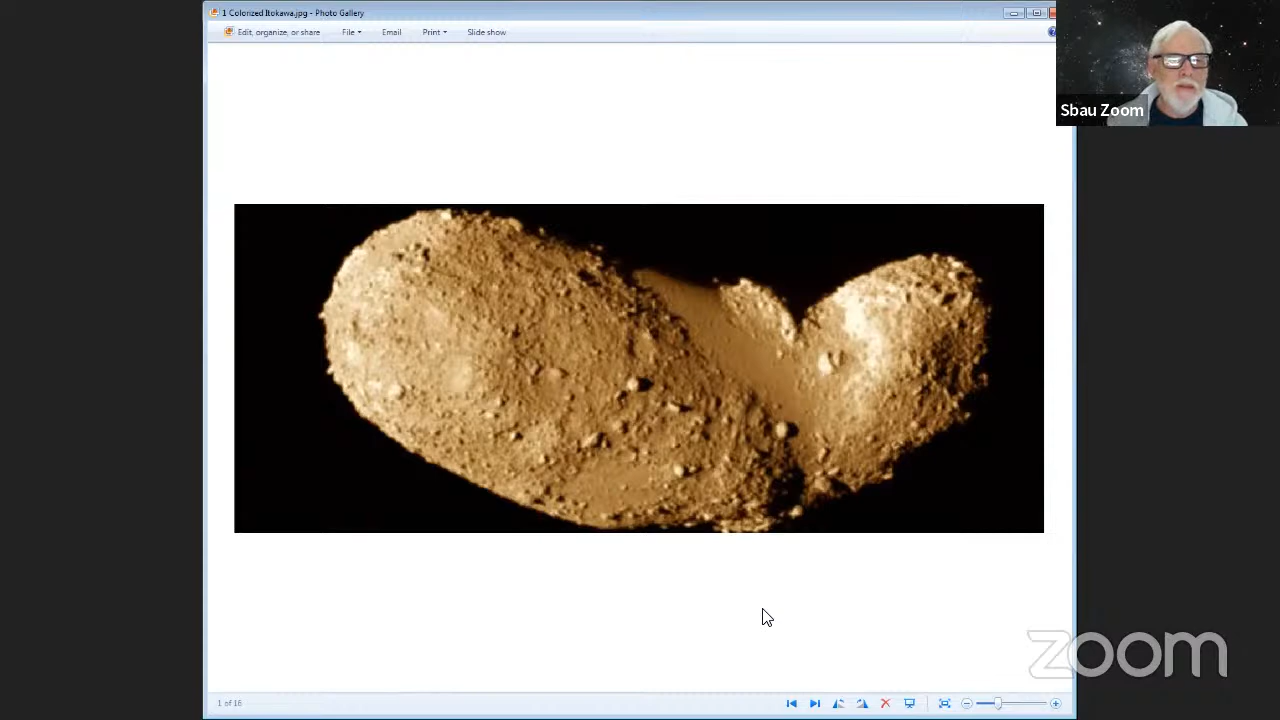 1 Colorized Itokawa.jpg - Photo Gallery
Edit, organize, or share File Email Print Slide show
Sbau Zoom
zoom
1 of 16